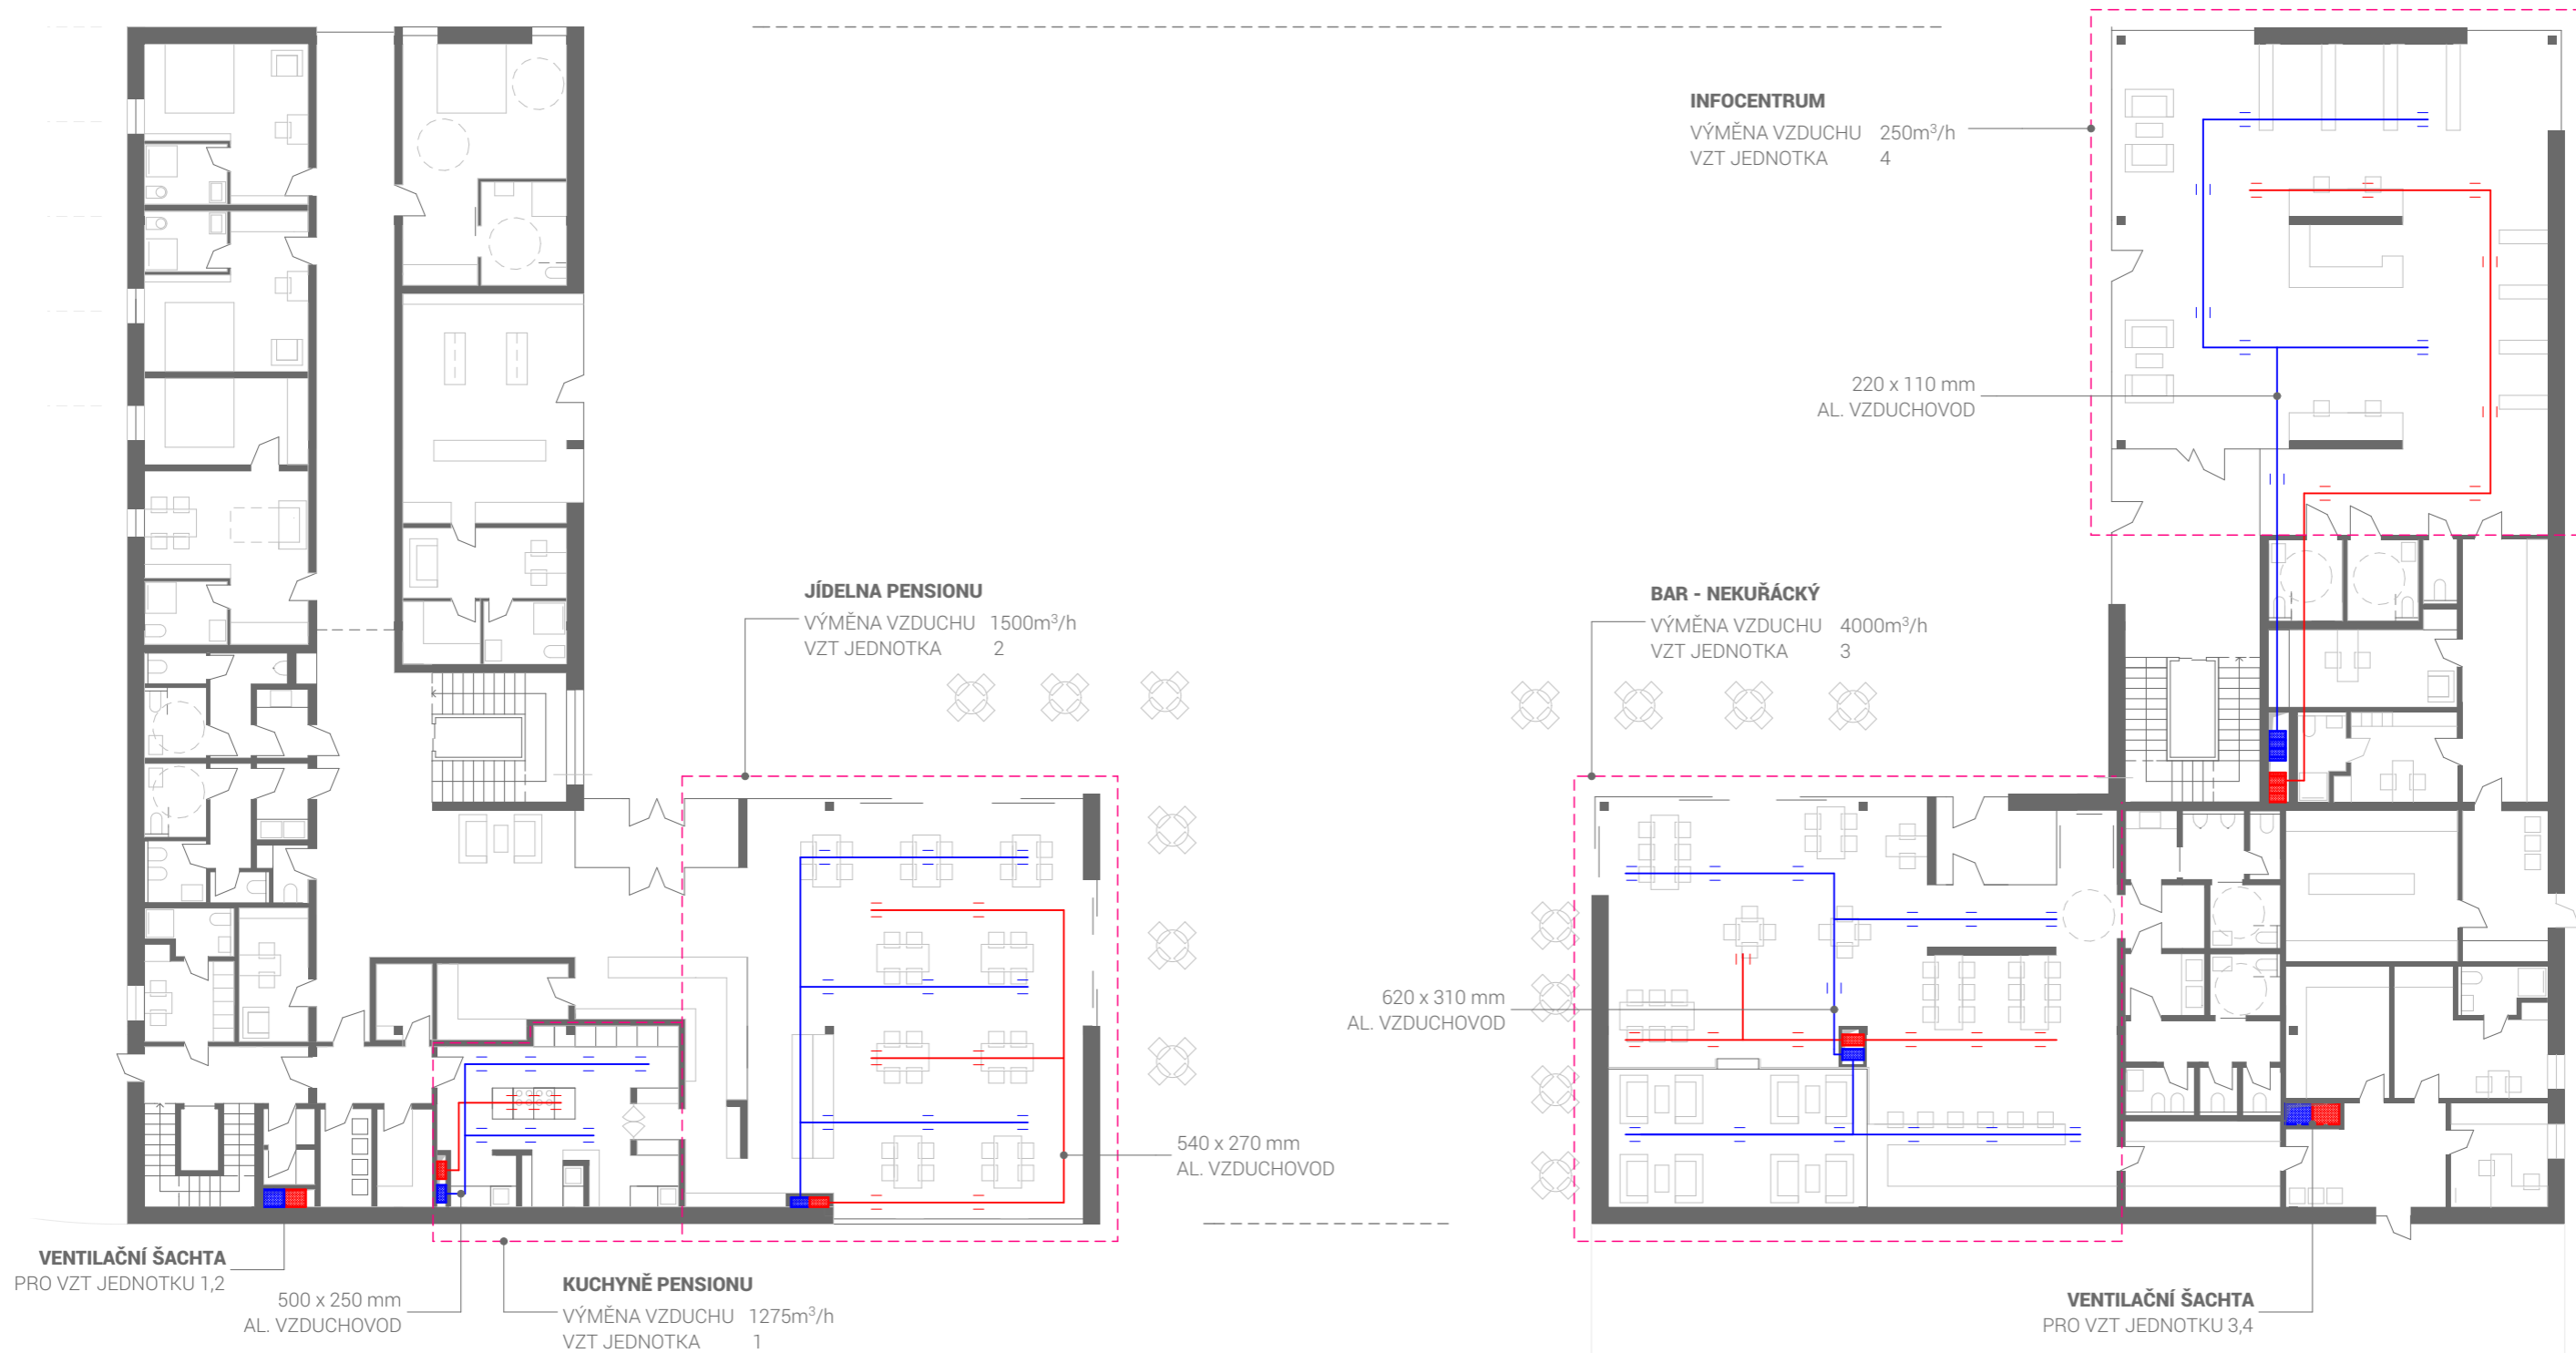 INFOCENTRUM
VÝMĚNA VZDUCHU 250m³/h
VZT JEDNOTKA 4
220 x 110 mm
AL. VZDUCHOVOD
JÍDELNA PENSIONU
VÝMĚNA VZDUCHU 1500m³/h
VZT JEDNOTKA 2
BAR - NEKUŘÁCKÝ
VÝMĚNA VZDUCHU 4000m³/h
VZT JEDNOTKA 3
620 x 310 mm
AL. VZDUCHOVOD
540 x 270 mm
AL. VZDUCHOVOD
VENTILAČNÍ ŠACHTA
PRO VZT JEDNOTKU 1,2
500 x 250 mm
AL. VZDUCHOVOD
KUCHYNĚ PENSIONU
VÝMĚNA VZDUCHU 1275m³/h
VZT JEDNOTKA 1
VENTILAČNÍ ŠACHTA
PRO VZT JEDNOTKU 3,4